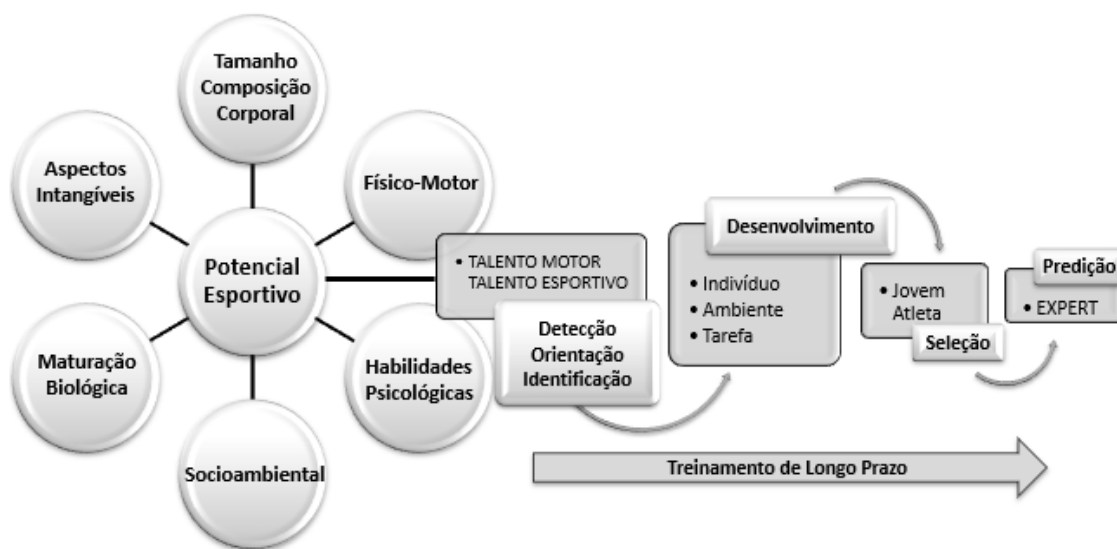 Tamanho
Composição
Corporal
Aspectos
Intangíveis
Físico-Motor
Potencial
Esportivo
Maturação
Biológica
Habilidades
Psicológicas
Socioambiental
• TALENTO MOTOR
TALENTO ESPORTIVO
Detecção
Orientação
Identificação
Desenvolvimento
• Indivíduo
• Ambiente
• Tarefa
• Jovem
Atleta
Seleção
Predição
• EXPERT
Treinamento de Longo Prazo